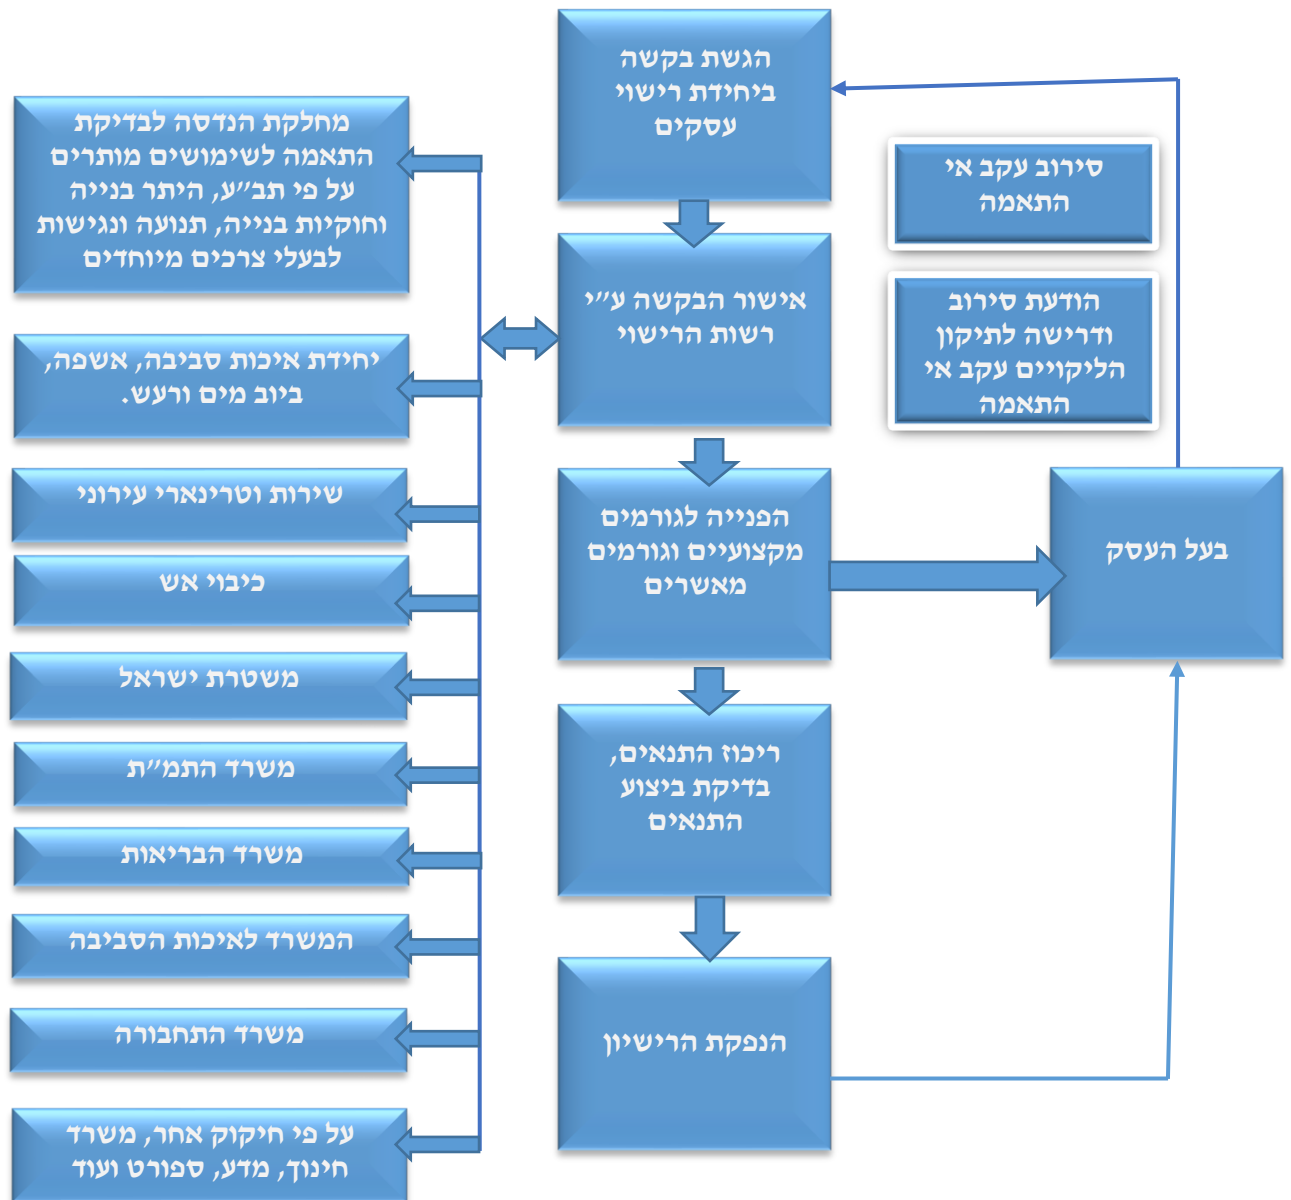 הגשת בקשה
ביחידת רישוי
עסקים
סירוב עקב אי
התאמה
הודעת סירוב
ודרישה לתיקון
הליקויים עקב אי
התאמה
אישור הבקשה ע״י
רשות הרישוי
בעל העסק
הפנייה לגורמים
מקצועיים וגורמים
מאשרים
ריכוז התנאים,
בדיקת ביצוע
התנאים
הנפקת הרישיון
מחלקת הנדסה לבדיקת
התאמה לשימושים מותרים
על פי תב״ע, היתר בנייה
וחוקיות בנייה, תנועה ונגישות
לבעלי צרכים מיוחדים
יחידת איכות סביבה, אשפה,
ביוב מים ורעש.
שירות וטרינארי עירוני
כיבוי אש
משטרת ישראל
משרד התמ״ת
משרד הבריאות
המשרד לאיכות הסביבה
משרד התחבורה
על פי חיקוק אחר, משרד
חינוך, מדע, ספורט ועוד